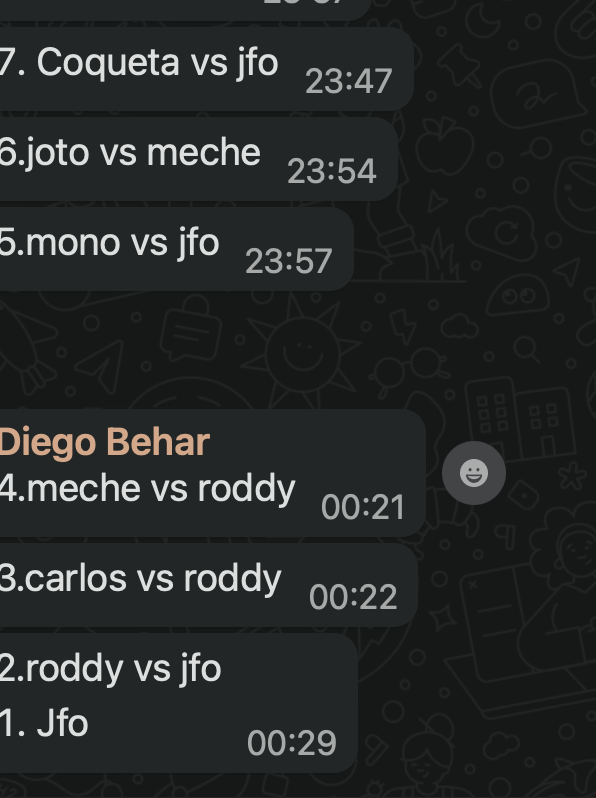 7. Coqueta vs jfo
23:47
6.joto vs meche
23:54
5.mono vs jfo
23:57
Diego Behar
4.meche vs roddy
00:21
3.carlos vs roddy
00:22
2.roddy vs jfo
1. Jfo
00:29